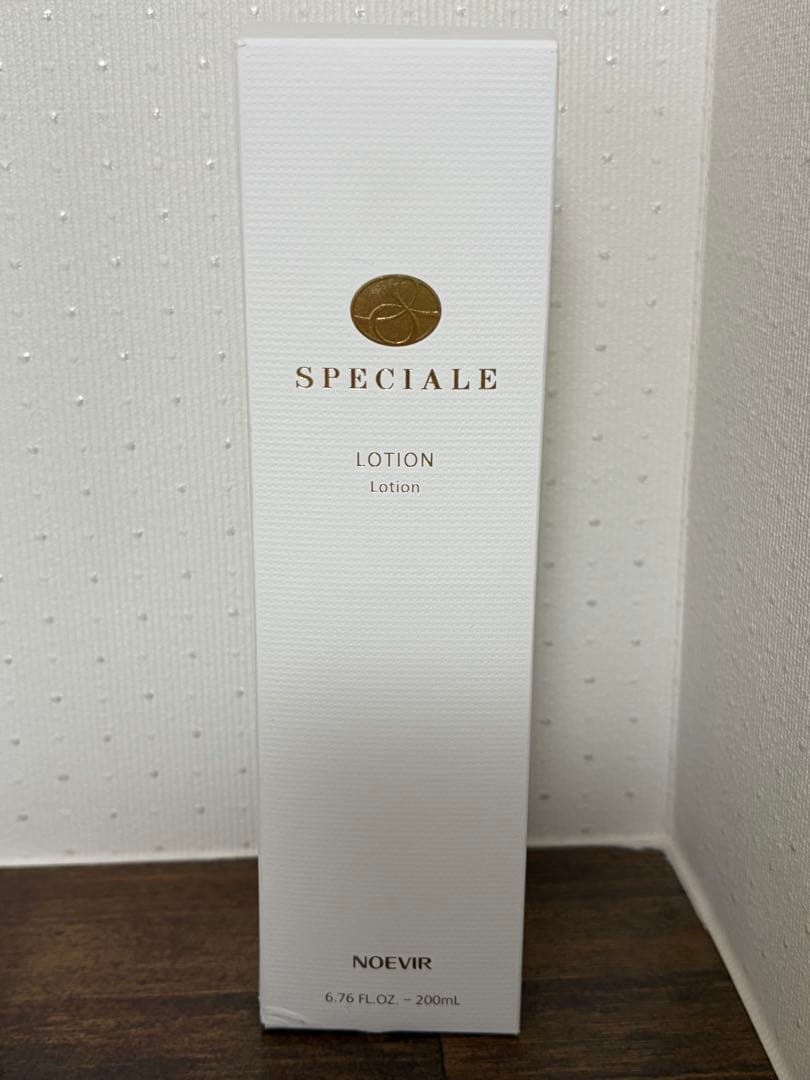 SPECIALE
LOTION
Lotion
NOEVIR
6.76 FL.OZ. – 200mL